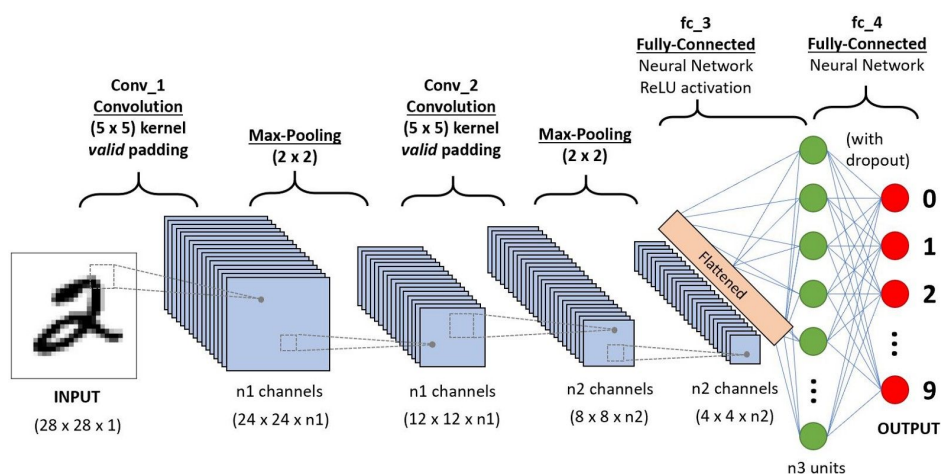 Conv_1
Convolution
(5 x 5) kernel
valid padding
Max-Pooling
(2 x 2)
Conv_2
Convolution
(5 x 5) kernel
valid padding
Max-Pooling
(2 x 2)
fc_3
Fully-Connected
Neural Network
ReLU activation
fc_4
Fully-Connected
Neural Network
(with
dropout)
2
INPUT
(28 x 28 x 1)
n1 channels
(24 x 24 x n1)
n1 channels
(12 x 12 x n1)
n2 channels
(8 x 8 x n2)
n2 channels
(4 x 4 x n2)
Flattened
n3 units
0
1
2
9
OUTPUT